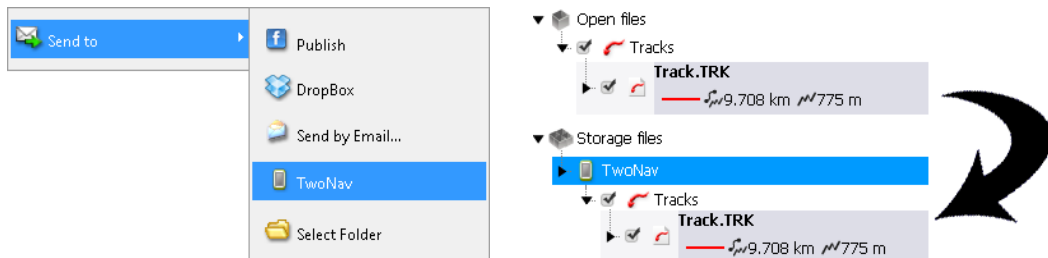 Send to
Publish
DropBox
Send by Email...
TwoNav
Select Folder
Open files
Tracks
Track.TRK
9.708 km 775 m
Storage files
TwoNav
Tracks
Track.TRK
9.708 km 775 m